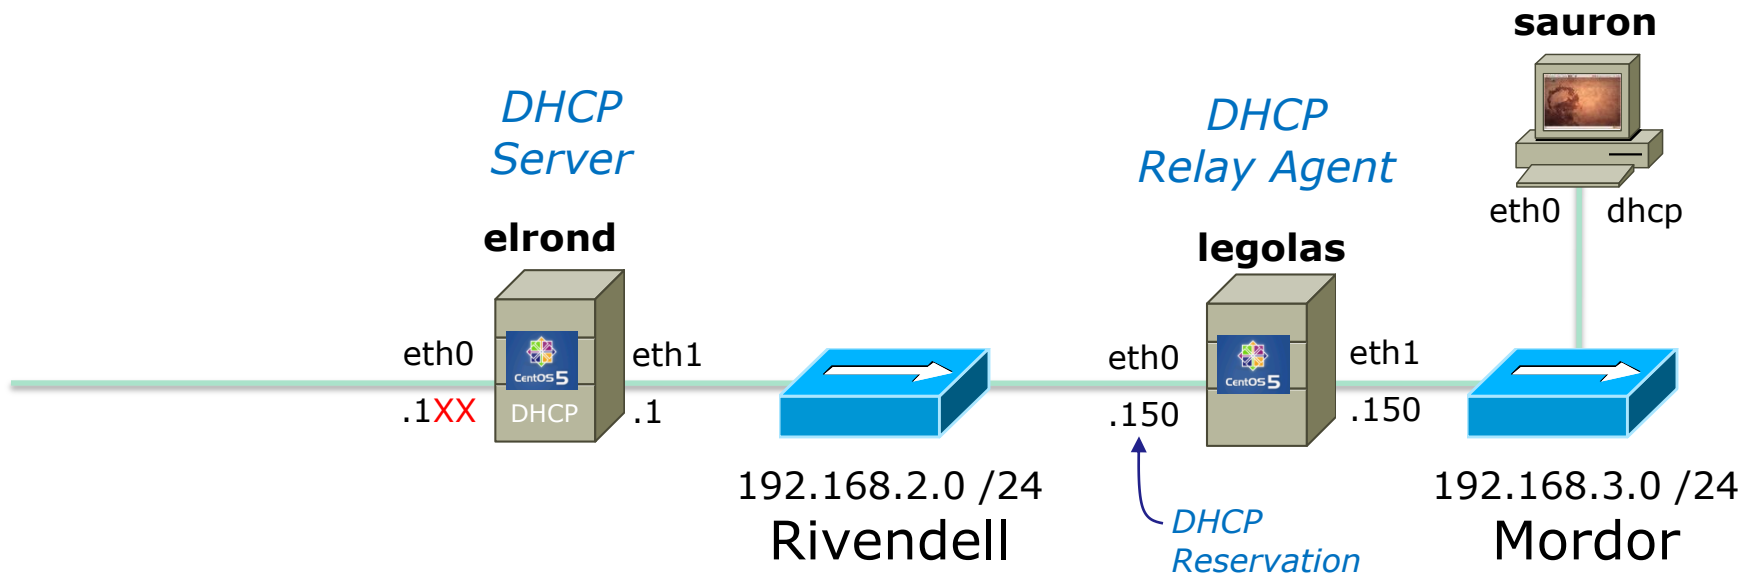 sauron
DHCP
Server
DHCP
Relay Agent
eth0 dhcp
elrond
legolas
eth0
CentOS 5
eth1
eth0
CentOS 5
eth1
.1XX
DHCP
.1
.150
.150
192.168.2.0 /24
Rivendell
192.168.3.0 /24
Mordor
DHCP
Reservation